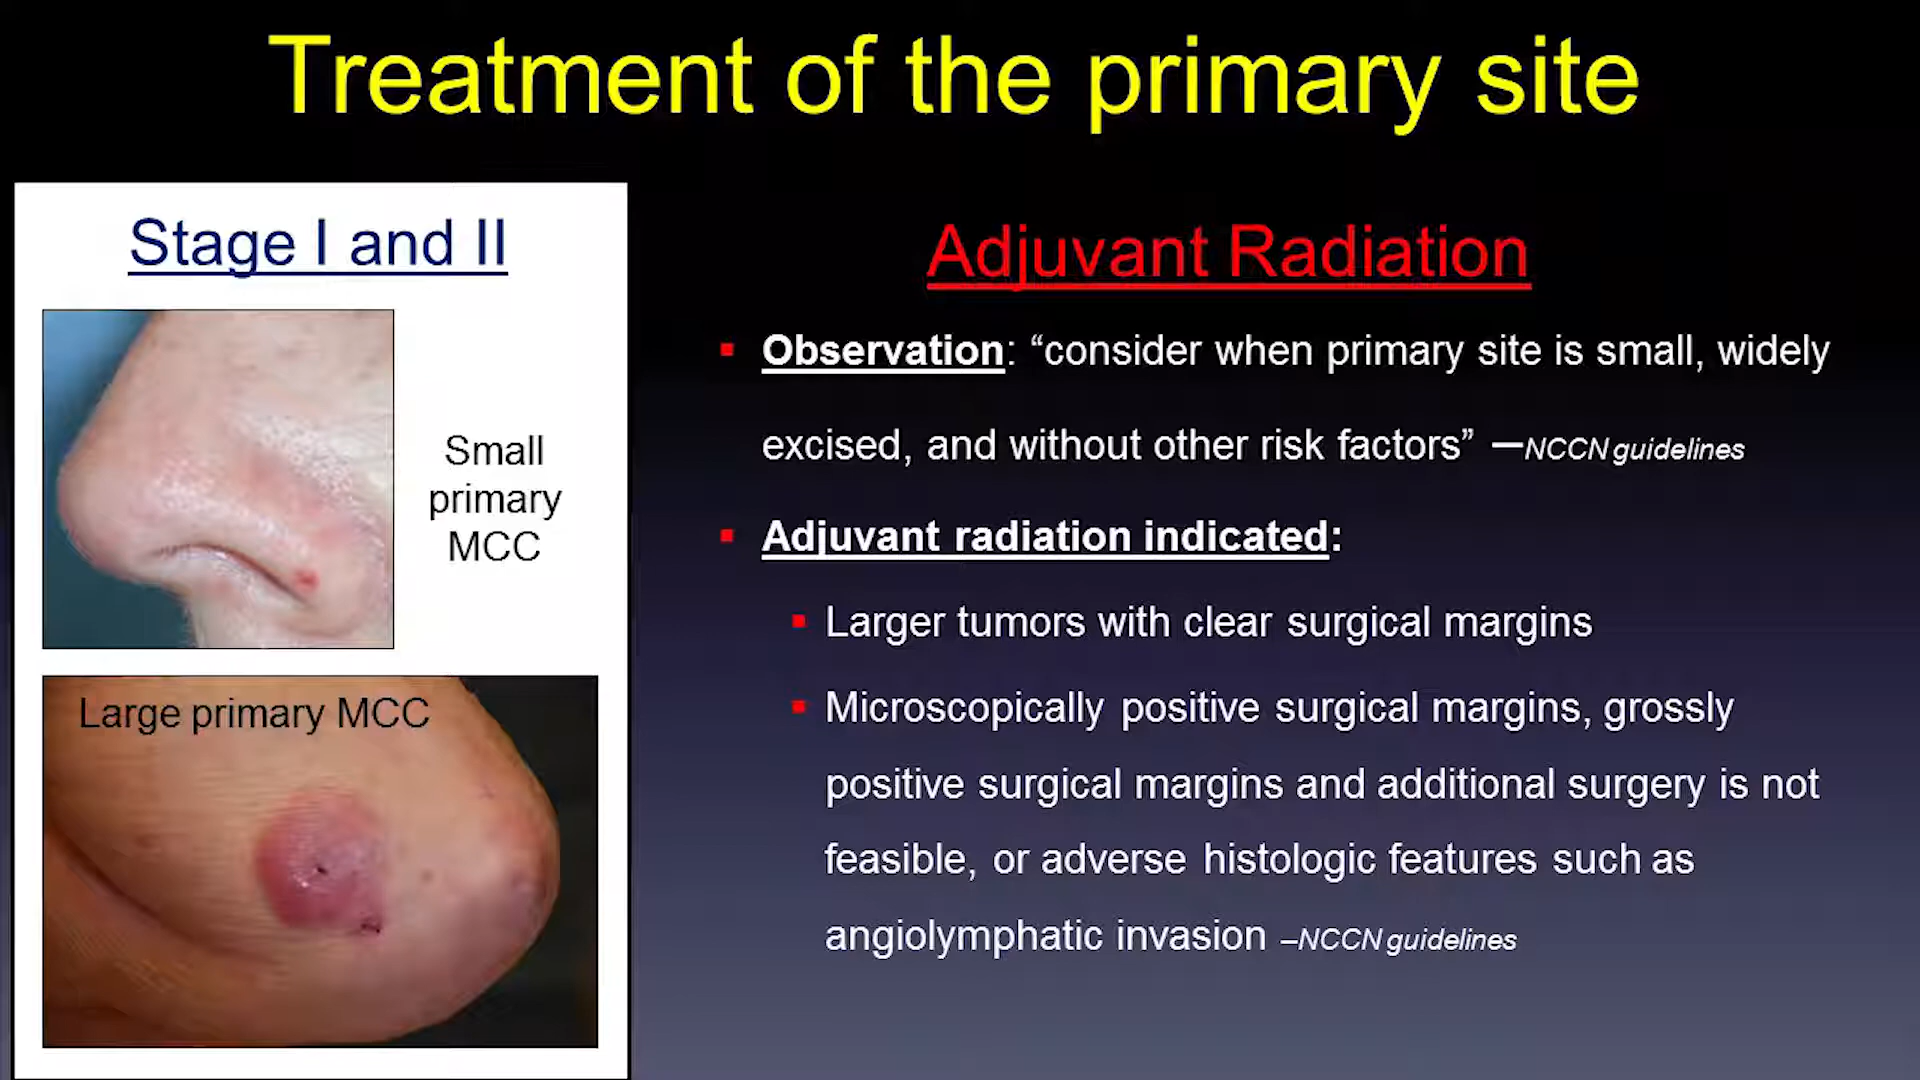 Treatment of the primary site
Stage I and II
Small
primary
MCC
Large primary MCC
Adjuvant Radiation
▪ Observation: “consider when primary site is small, widely
excised, and without other risk factors” —NCCN guidelines
▪ Adjuvant radiation indicated:
▪ Larger tumors with clear surgical margins
▪ Microscopically positive surgical margins, grossly
positive surgical margins and additional surgery is not
feasible, or adverse histologic features such as
angiolymphatic invasion –NCCN guidelines